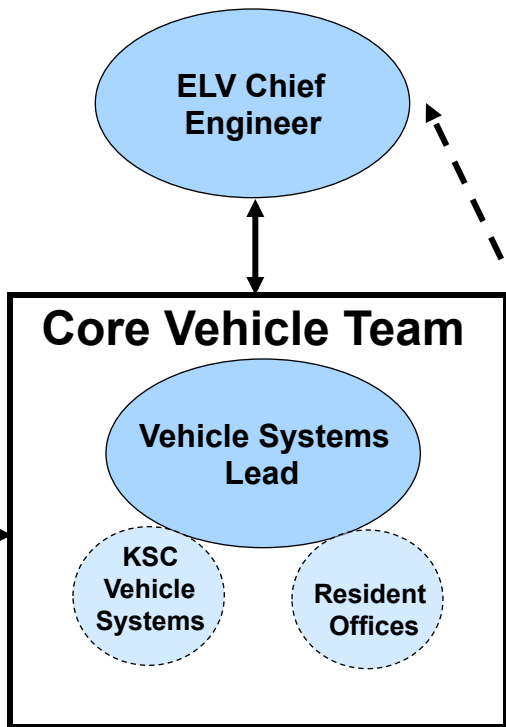 ELV Chief
Engineer
Core Vehicle Team
Vehicle Systems
Lead
KSC
Vehicle
Systems
Resident
Offices